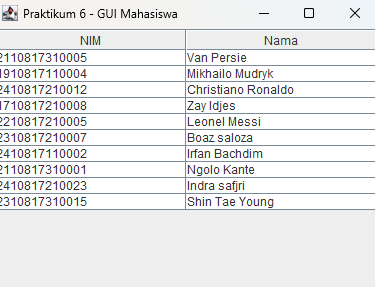 Praktikum 6 - GUI Mahasiswa
NIM Nama
2110817310005 Van Persie
1910817110004 Mikhailo Mudryk
2410817210012 Christiano Ronaldo
1710817210008 Zay Idjes
2210817210005 Leonel Messi
2310817210007 Boaz saloza
2410817110002 Irfan Bachdim
2110817310001 Ngolo Kante
2410817210023 Indra safjri
2310817310015 Shin Tae Young